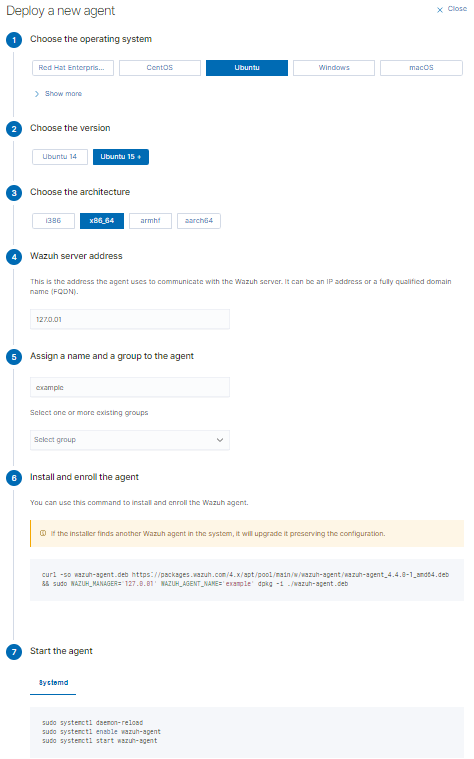 Deploy a new agent
× Close
1 Choose the operating system
Red Hat Enterpris... CentOS Ubuntu Windows macOS
Show more
2 Choose the version
Ubuntu 14 Ubuntu 15 +
3 Choose the architecture
i386 x86_64 armhf aarch64
4 Wazuh server address
This is the address the agent uses to communicate with the Wazuh server. It can be an IP address or a fully qualified domain
name (FQDN).
127.0.01
5 Assign a name and a group to the agent
example
Select one or more existing groups
Select group
6 Install and enroll the agent
You can use this command to install and enroll the Wazuh agent.
If the installer finds another Wazuh agent in the system, it will upgrade it preserving the configuration.
curl -so wazuh-agent.deb https://packages.wazuh.com/4.x/apt/pool/main/w/wazuh-agent/wazuh-agent_4.4.0-1_amd64.deb
&& sudo WAZUH_MANAGER='127.0.01' WAZUH_AGENT_NAME='example' dpkg -i ./wazuh-agent.deb
7 Start the agent
Systemd
sudo systemctl daemon-reload
sudo systemctl enable wazuh-agent
sudo systemctl start wazuh-agent